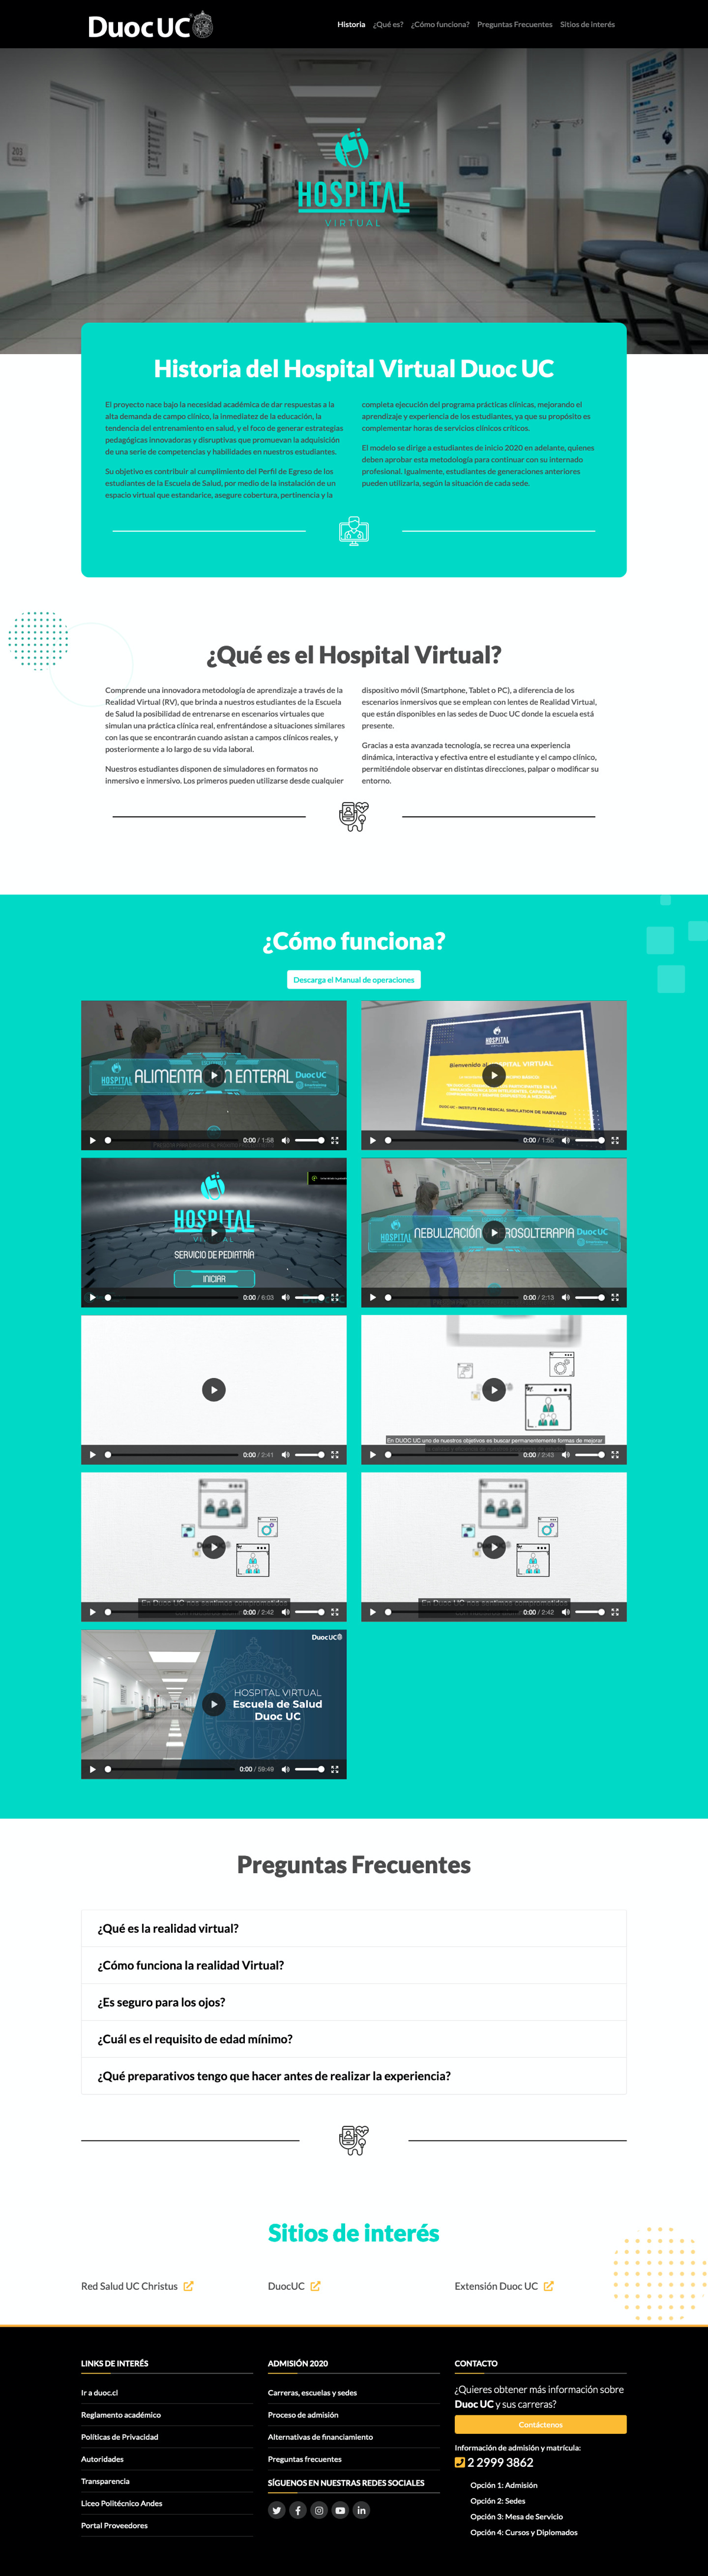 Duoc UC
Historia
¿Qué es?
¿Cómo funciona?
Preguntas Frecuentes
Sitios de interés
HOSPITAL
VIRTUAL
Historia del Hospital Virtual Duoc UC
El proyecto nace bajo la necesidad académica de dar respuestas a la
alta demanda de campo clínico, la inmediatez de la educación, la
tendencia del entrenamiento en salud, y el foco de generar estrategias
pedagógicas innovadoras y disruptivas que promuevan la adquisición
de una serie de competencias y habilidades en nuestros estudiantes.
Su objetivo es contribuir al cumplimiento del Perfil de Egreso de los
estudiantes de la Escuela de Salud, por medio de la instalación de un
espacio virtual que estandarice, asegure cobertura, pertinencia y la
completa ejecución del programa prácticas clínicas, mejorando el
aprendizaje y experiencia de los estudiantes, ya que su propósito es
complementar horas de servicios clínicos críticos.
El modelo se dirige a estudiantes de inicio 2020 en adelante, quienes
deben aprobar esta metodología para continuar con su internado
profesional. Igualmente, estudiantes de generaciones anteriores
pueden utilizarla, según la situación de cada sede.
¿Qué es el Hospital Virtual?
Comprende una innovadora metodología de aprendizaje a través de la
Realidad Virtual (RV), que brinda a nuestros estudiantes de la Escuela
de Salud la posibilidad de entrenarse en escenarios virtuales que
simulan una práctica clínica real, enfrentándose a situaciones similares
con las que se encontrarán cuando asistan a campos clínicos reales, y
posteriormente a lo largo de su vida laboral.
Nuestros estudiantes disponen de simuladores en formatos no
inmersivo e inmersivo. Los primeros pueden utilizarse desde cualquier
dispositivo móvil (Smartphone, Tablet o PC), a diferencia de los
escenarios inmersivos que se emplean con lentes de Realidad Virtual,
que están disponibles en las sedes de Duoc UC donde la escuela está
presente.
Gracias a esta avanzada tecnología, se recrea una experiencia
dinámica, interactiva y efectiva entre el estudiante y el campo clínico,
permitiéndole observar en distintas direcciones, palpar o modificar su
entorno.
¿Cómo funciona?
Descarga el Manual de operaciones
HOSPITAL ENTERAL Duoc UC
0:00 / 1:58
HOSPITAL
Bienvenido al VIRTUAL
DUOC UC - INSTITUTE FOR MEDICAL SIMULATION DE HARVARD
0:00 / 1:55
HOSPITAL
SERVICIO DE PEDIATRÍA
INICIAR
0:00 / 6:03
HOSPITAL NEBULIZACIÓN Duoc UC
0:00 / 2:13
0:00 / 2:41
En DUOC UC uno de nuestros objetivos es buscar permanentemente formas de mejorar
0:00 / 2:43
En Duoc UC nos sentimos comprometidos
0:00 / 2:42
En Duoc UC nos sentimos comprometidos
0:00 / 2:42
Duoc UC
HOSPITAL VIRTUAL
Escuela de Salud
Duoc UC
0:00 / 59:49
Preguntas Frecuentes
¿Qué es la realidad virtual?
¿Cómo funciona la realidad Virtual?
¿Es seguro para los ojos?
¿Cuál es el requisito de edad mínimo?
¿Qué preparativos tengo que hacer antes de realizar la experiencia?
Sitios de interés
Red Salud UC Christus
DuocUC
Extensión Duoc UC
LINKS DE INTERÉS
Ir a duoc.cl
Reglamento académico
Políticas de Privacidad
Autoridades
Transparencia
Liceo Politécnico Andes
Portal Proveedores
ADMISIÓN 2020
Carreras, escuelas y sedes
Proceso de admisión
Alternativas de financiamiento
Preguntas frecuentes
SÍGUENOS EN NUESTRAS REDES SOCIALES
CONTACTO
¿Quieres obtener más información sobre
Duoc UC y sus carreras?
Contáctenos
Información de admisión y matrícula:
2 2999 3862
Opción 1: Admisión
Opción 2: Sedes
Opción 3: Mesa de Servicio
Opción 4: Cursos y Diplomados